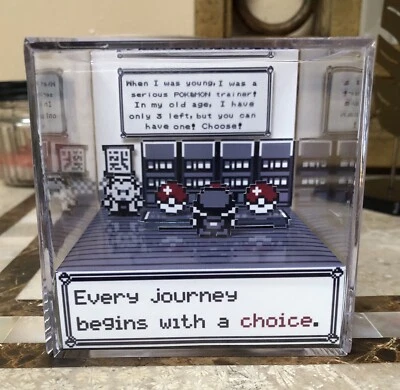 When I was young, I was a
serious POKéMON trainer!
In my old age, I have
only 3 left, but you can
have one! Choose!
Every journey
begins with a choice.